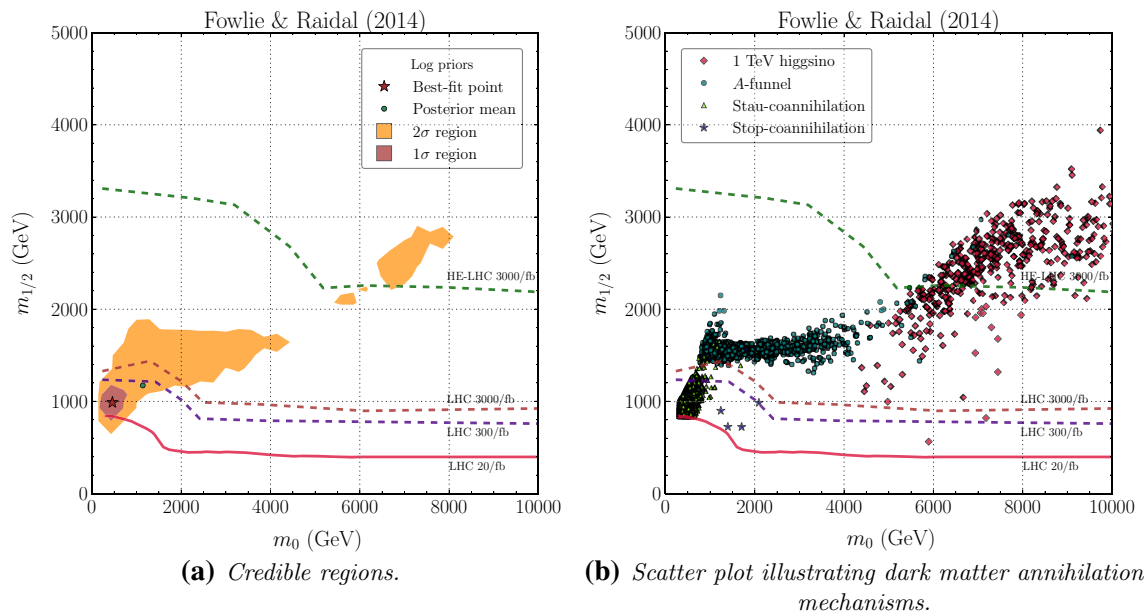 Fowlie & Raidal (2014)
5000
4000
3000
2000
1000
0
m1/2 (GeV)
Log priors
Best-fit point
Posterior mean
2σ region
1σ region
HE-LHC 3000/fb
LHC 3000/fb
LHC 300/fb
LHC 20/fb
0 2000 4000 6000 8000 10000
m0 (GeV)
(a) Credible regions.
Fowlie & Raidal (2014)
5000
4000
3000
2000
1000
0
m1/2 (GeV)
1 TeV higgsino
A-funnel
Stau-coannihilation
Stop-coannihilation
HE-LHC 3000/fb
LHC 3000/fb
LHC 300/fb
LHC 20/fb
0 2000 4000 6000 8000 10000
m0 (GeV)
(b) Scatter plot illustrating dark matter annihilation
mechanisms.